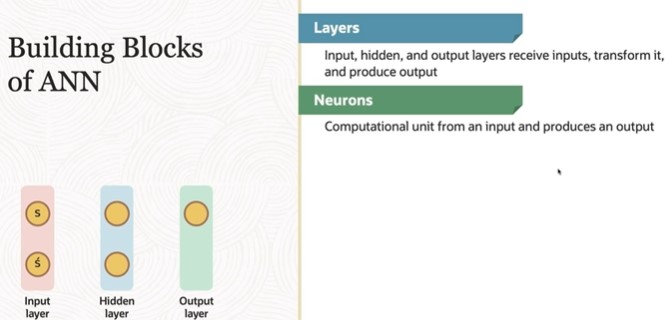 Building Blocks
of ANN
Layers
Input, hidden, and output layers receive inputs, transform it,
and produce output
Neurons
Computational unit from an input and produces an output
S
Ś
Input
layer
Hidden
layer
Output
layer